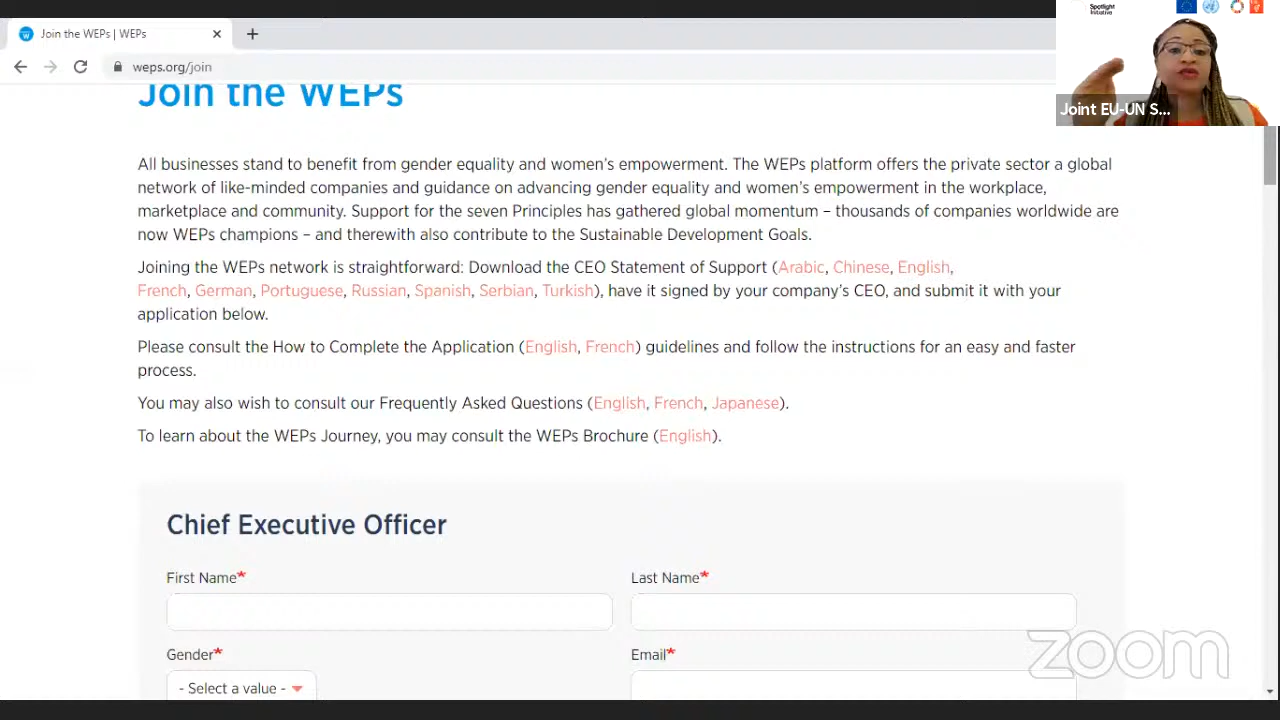 Join the WEPs | WEPs
weps.org/join
Spotlight
Initiative
Joint EU-UN S...
Join the WEPs
All businesses stand to benefit from gender equality and women's empowerment. The WEPs platform offers the private sector a global
network of like-minded companies and guidance on advancing gender equality and women's empowerment in the workplace,
marketplace and community. Support for the seven Principles has gathered global momentum – thousands of companies worldwide are
now WEPs champions – and therewith also contribute to the Sustainable Development Goals.
Joining the WEPs network is straightforward: Download the CEO Statement of Support (Arabic, Chinese, English,
French, German, Portuguese, Russian, Spanish, Serbian, Turkish), have it signed by your company's CEO, and submit it with your
application below.
Please consult the How to Complete the Application (English, French) guidelines and follow the instructions for an easy and faster
process.
You may also wish to consult our Frequently Asked Questions (English, French, Japanese).
To learn about the WEPs Journey, you may consult the WEPs Brochure (English).
Chief Executive Officer
First Name*
Last Name*
Gender*
Email*
- Select a value -
zoom